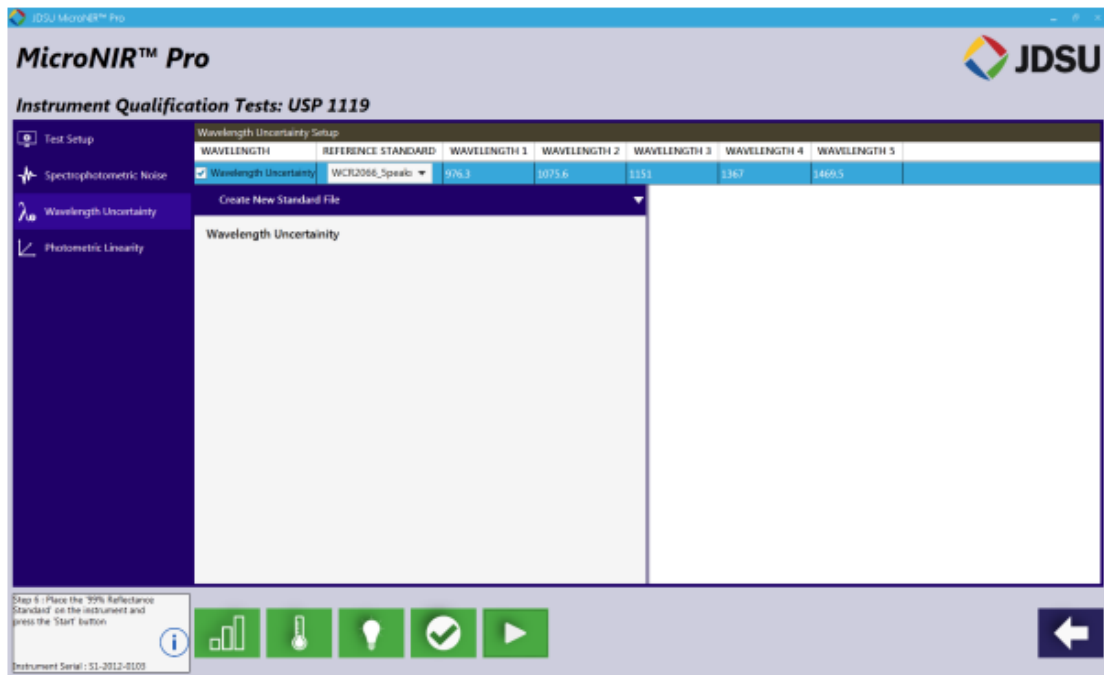 JDSU MicroNIR™ Pro
MicroNIR™ Pro
JDSU
Instrument Qualification Tests: USP 1119
Test Setup
Spectrophotometric Noise
Wavelength Uncertainty
Photometric Linearity
Wavelength Uncertainty Setup
WAVELENGTH REFERENCE STANDARD WAVELENGTH 1 WAVELENGTH 2 WAVELENGTH 3 WAVELENGTH 4 WAVELENGTH 5
Wavelength Uncertainty WCR2066_Speaks 976.3 1075.6 1151 1367 1469.5
Create New Standard File
Wavelength Uncertainity
Step 6 : Place the '99% Reflectance
Standard' on the instrument and
press the 'Start' button
Instrument Serial : S1-2012-0103